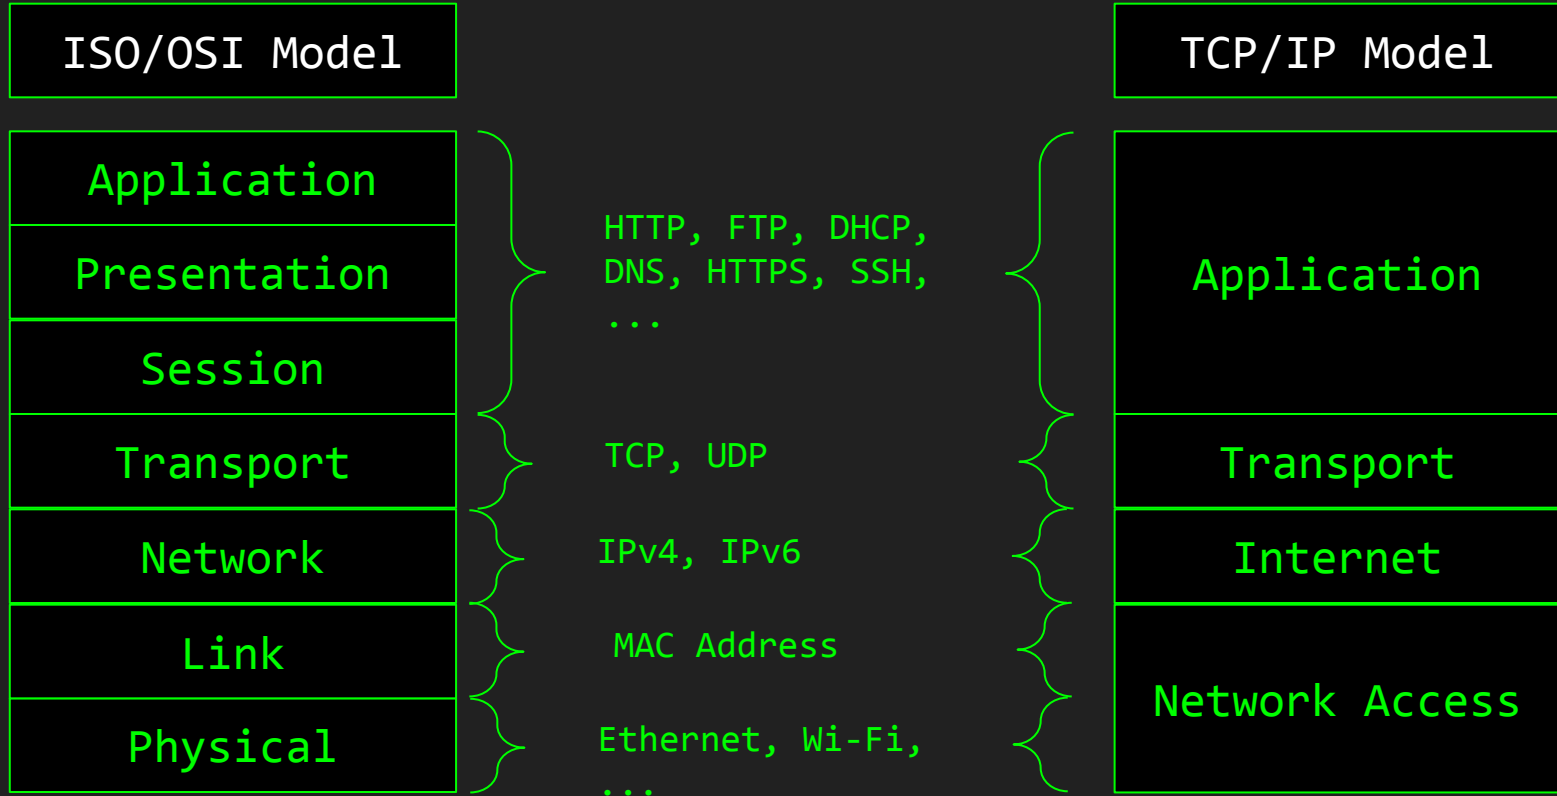 ISO/OSI Model
TCP/IP Model
Application
Presentation
Session
Transport
Network
Link
Physical
HTTP, FTP, DHCP,
DNS, HTTPS, SSH,
...
TCP, UDP
IPv4, IPv6
MAC Address
Ethernet, Wi-Fi,
...
Application
Transport
Internet
Network Access